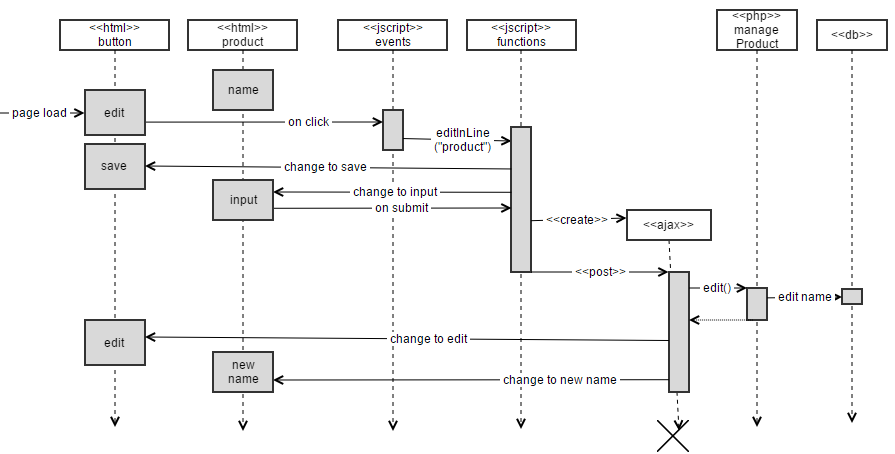 <<html>>
button
<<html>>
product
<<jscript>>
events
<<jscript>>
functions
<<php>>
manage
Product
<<db>>
name
page load
edit
on click
editInLine
("product")
save
change to save
change to input
input
on submit
<<create>>
<<ajax>>
<<post>>
edit()
edit name
edit
change to edit
new
name
change to new name